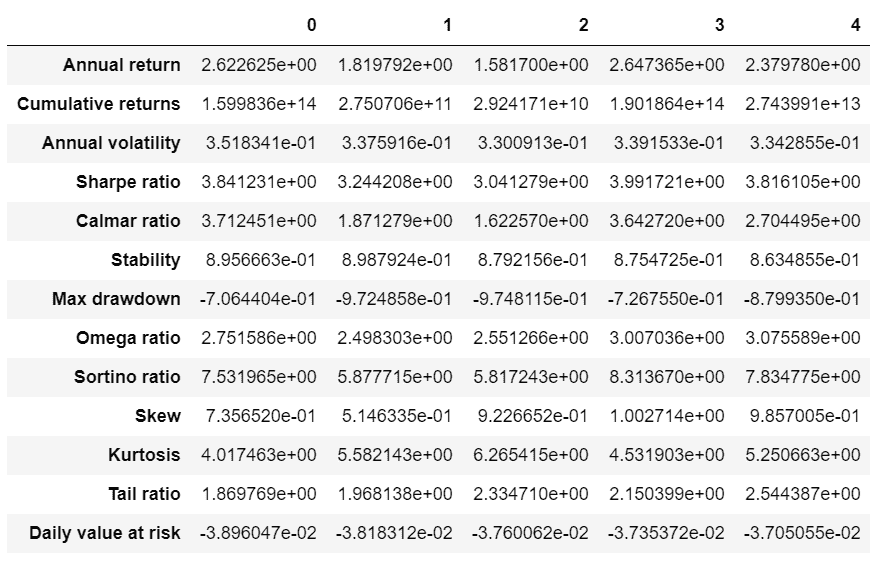 0 1 2 3 4
Annual return 2.622625e+00 1.819792e+00 1.581700e+00 2.647365e+00 2.379780e+00
Cumulative returns 1.599836e+14 2.750706e+11 2.924171e+10 1.901864e+14 2.743991e+13
Annual volatility 3.518341e-01 3.375916e-01 3.300913e-01 3.391533e-01 3.342855e-01
Sharpe ratio 3.841231e+00 3.244208e+00 3.041279e+00 3.991721e+00 3.816105e+00
Calmar ratio 3.712451e+00 1.871279e+00 1.622570e+00 3.642720e+00 2.704495e+00
Stability 8.956663e-01 8.987924e-01 8.792156e-01 8.754725e-01 8.634855e-01
Max drawdown -7.064404e-01 -9.724858e-01 -9.748115e-01 -7.267550e-01 -8.799350e-01
Omega ratio 2.751586e+00 2.498303e+00 2.551266e+00 3.007036e+00 3.075589e+00
Sortino ratio 7.531965e+00 5.877715e+00 5.817243e+00 8.313670e+00 7.834775e+00
Skew 7.356520e-01 5.146335e-01 9.226652e-01 1.002714e+00 9.857005e-01
Kurtosis 4.017463e+00 5.582143e+00 6.265415e+00 4.531903e+00 5.250663e+00
Tail ratio 1.869769e+00 1.968138e+00 2.334710e+00 2.150399e+00 2.544387e+00
Daily value at risk -3.896047e-02 -3.818312e-02 -3.760062e-02 -3.735372e-02 -3.705055e-02